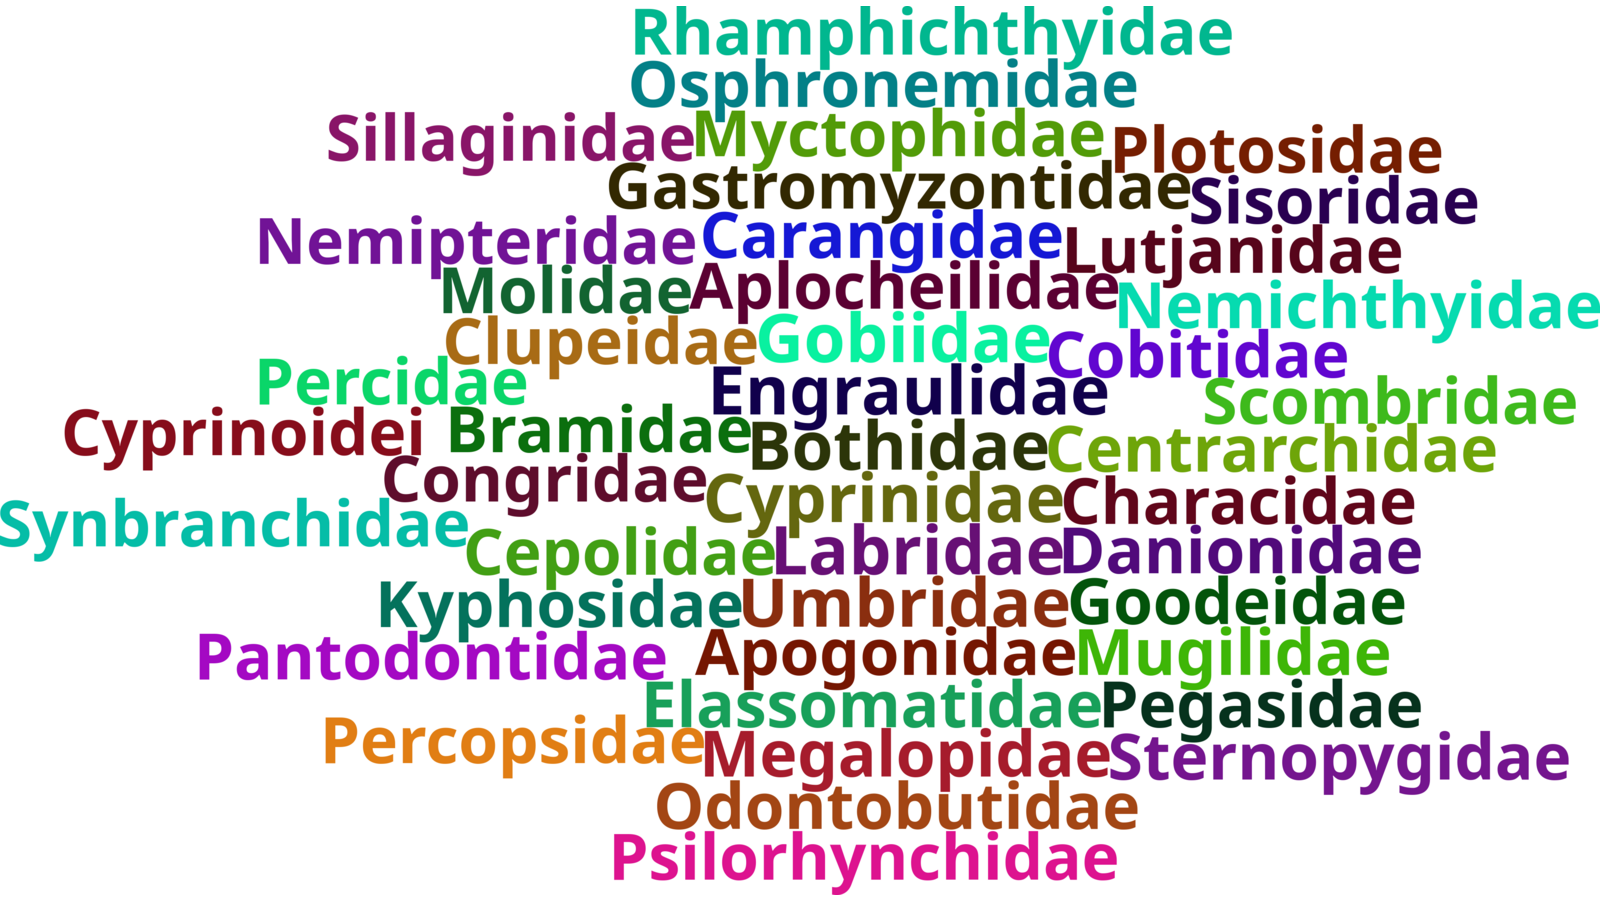 Rhamphichthyidae
Osphronemidae
Sillaginidae Myctophidae Plotosidae
Gastromyzontidae Sisoridae
Nemipteridae Carangidae Lutjanidae
Molidae Aplocheilidae Nemichthyidae
Clupeidae Gobiidae Cobitidae
Percidae Engraulidae Scombridae
Cyprinoidei Bramidae Bothidae Centrarchidae
Congridae Cyprinidae Characidae
Synbranchidae Cepolidae Labridae Danionidae
Kyphosidae Umbridae Goodeidae
Pantodontidae Apogonidae Mugilidae
Elassomatidae Pegasidae
Percopsidae Megalopidae Sternopygidae
Odontobutidae
Psilorhynchidae